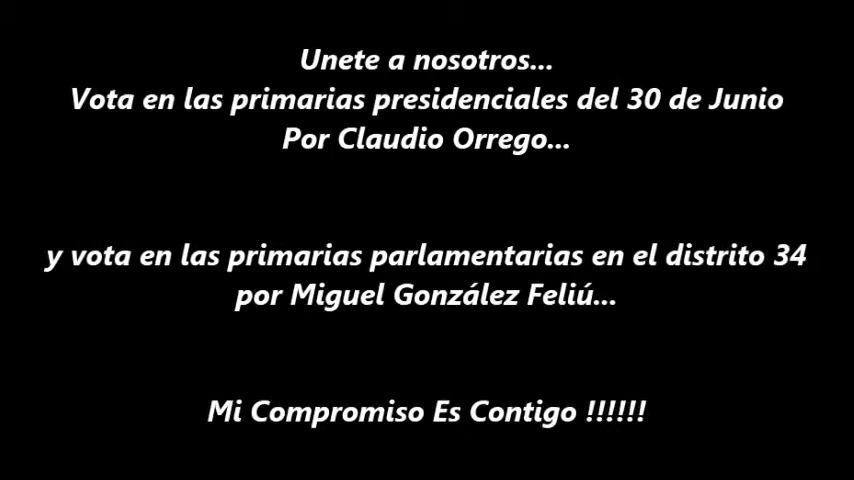 Unete a nosotros...
Vota en las primarias presidenciales del 30 de Junio
Por Claudio Orrego...
y vota en las primarias parlamentarias en el distrito 34
por Miguel González Feliú...
Mi Compromiso Es Contigo !!!!!!